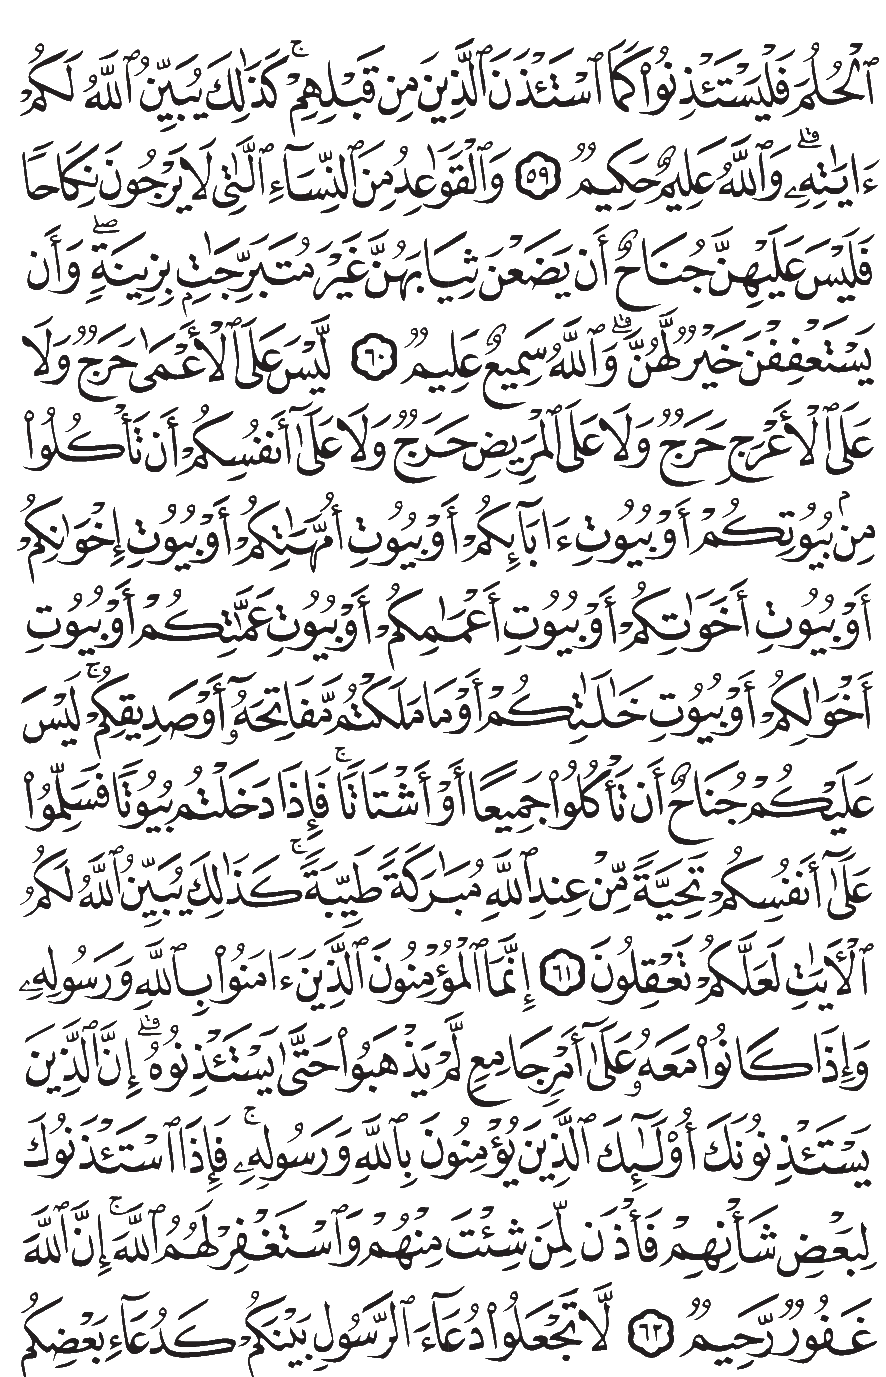 ٱلْحُلُمَ فَلْيَسْتَـْٔذِنُوا۟ كَمَا ٱسْتَـْٔذَنَ ٱلَّذِينَ مِن قَبْلِهِمْ ۚ كَذَٰلِكَ يُبَيِّنُ ٱللَّهُ لَكُمْ
ءَايَـٰتِهِۦ ۗ وَٱللَّهُ عَلِيمٌ حَكِيمٌ ٥٩ وَٱلْقَوَٰعِدُ مِنَ ٱلنِّسَآءِ ٱلَّـٰتِى لَا يَرْجُونَ نِكَاحًا
فَلَيْسَ عَلَيْهِنَّ جُنَاحٌ أَن يَضَعْنَ ثِيَابَهُنَّ غَيْرَ مُتَبَرِّجَـٰتٍۭ بِزِينَةٍ ۖ وَأَن
يَسْتَعْفِفْنَ خَيْرٌ لَّهُنَّ ۗ وَٱللَّهُ سَمِيعٌ عَلِيمٌ ٦٠ لَّيْسَ عَلَى ٱلْأَعْمَىٰ حَرَجٌ وَلَا
عَلَى ٱلْأَعْرَجِ حَرَجٌ وَلَا عَلَى ٱلْمَرِيضِ حَرَجٌ وَلَا عَلَىٰٓ أَنفُسِكُمْ أَن تَأْكُلُوا۟
مِنۢ بُيُوتِكُمْ أَوْ بُيُوتِ ءَابَآئِكُمْ أَوْ بُيُوتِ أُمَّهَـٰتِكُمْ أَوْ بُيُوتِ إِخْوَٰنِكُمْ
أَوْ بُيُوتِ أَخَوَٰتِكُمْ أَوْ بُيُوتِ أَعْمَـٰمِكُمْ أَوْ بُيُوتِ عَمَّـٰتِكُمْ أَوْ بُيُوتِ
أَخْوَٰلِكُمْ أَوْ بُيُوتِ خَـٰلَـٰتِكُمْ أَوْ مَا مَلَكْتُم مَّفَاتِحَهُۥٓ أَوْ صَدِيقِكُمْ ۚ لَيْسَ
عَلَيْكُمْ جُنَاحٌ أَن تَأْكُلُوا۟ جَمِيعًا أَوْ أَشْتَاتًا ۚ فَإِذَا دَخَلْتُم بُيُوتًا فَسَلِّمُوا۟
عَلَىٰٓ أَنفُسِكُمْ تَحِيَّةً مِّنْ عِندِ ٱللَّهِ مُبَـٰرَكَةً طَيِّبَةً ۚ كَذَٰلِكَ يُبَيِّنُ ٱللَّهُ لَكُمُ
ٱلْـَٔايَـٰتِ لَعَلَّكُمْ تَعْقِلُونَ ٦١ إِنَّمَا ٱلْمُؤْمِنُونَ ٱلَّذِينَ ءَامَنُوا۟ بِٱللَّهِ وَرَسُولِهِۦ
وَإِذَا كَانُوا۟ مَعَهُۥ عَلَىٰٓ أَمْرٍ جَامِعٍ لَّمْ يَذْهَبُوا۟ حَتَّىٰ يَسْتَـْٔذِنُوهُ ۗ إِنَّ ٱلَّذِينَ
يَسْتَـْٔذِنُونَكَ أُو۟لَـٰٓئِكَ ٱلَّذِينَ يُؤْمِنُونَ بِٱللَّهِ وَرَسُولِهِۦ ۚ فَإِذَا ٱسْتَـْٔذَنُوكَ
لِبَعْضِ شَأْنِهِمْ فَأْذَن لِّمَن شِئْتَ مِنْهُمْ وَٱسْتَغْفِرْ لَهُمُ ٱللَّهَ ۚ إِنَّ ٱللَّهَ
غَفُورٌ رَّحِيمٌ ٦٢ لَّا تَجْعَلُوا۟ دُعَآءَ ٱلرَّسُولِ بَيْنَكُمْ كَدُعَآءِ بَعْضِكُم